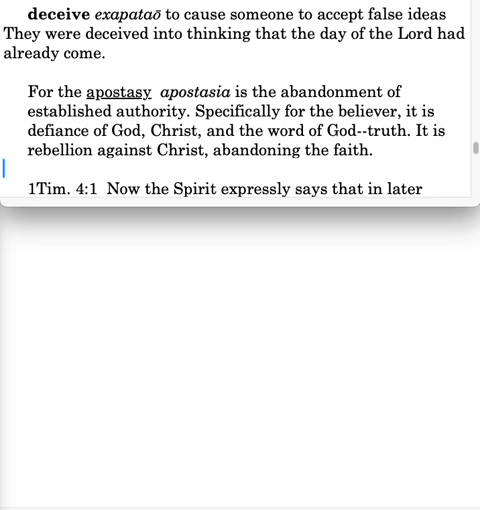 deceive exapataō to cause someone to accept false ideas
They were deceived into thinking that the day of the Lord had
already come.
For the apostasy apostasia is the abandonment of
established authority. Specifically for the believer, it is
defiance of God, Christ, and the word of God--truth. It is
rebellion against Christ, abandoning the faith.
1Tim. 4:1 Now the Spirit expressly says that in later